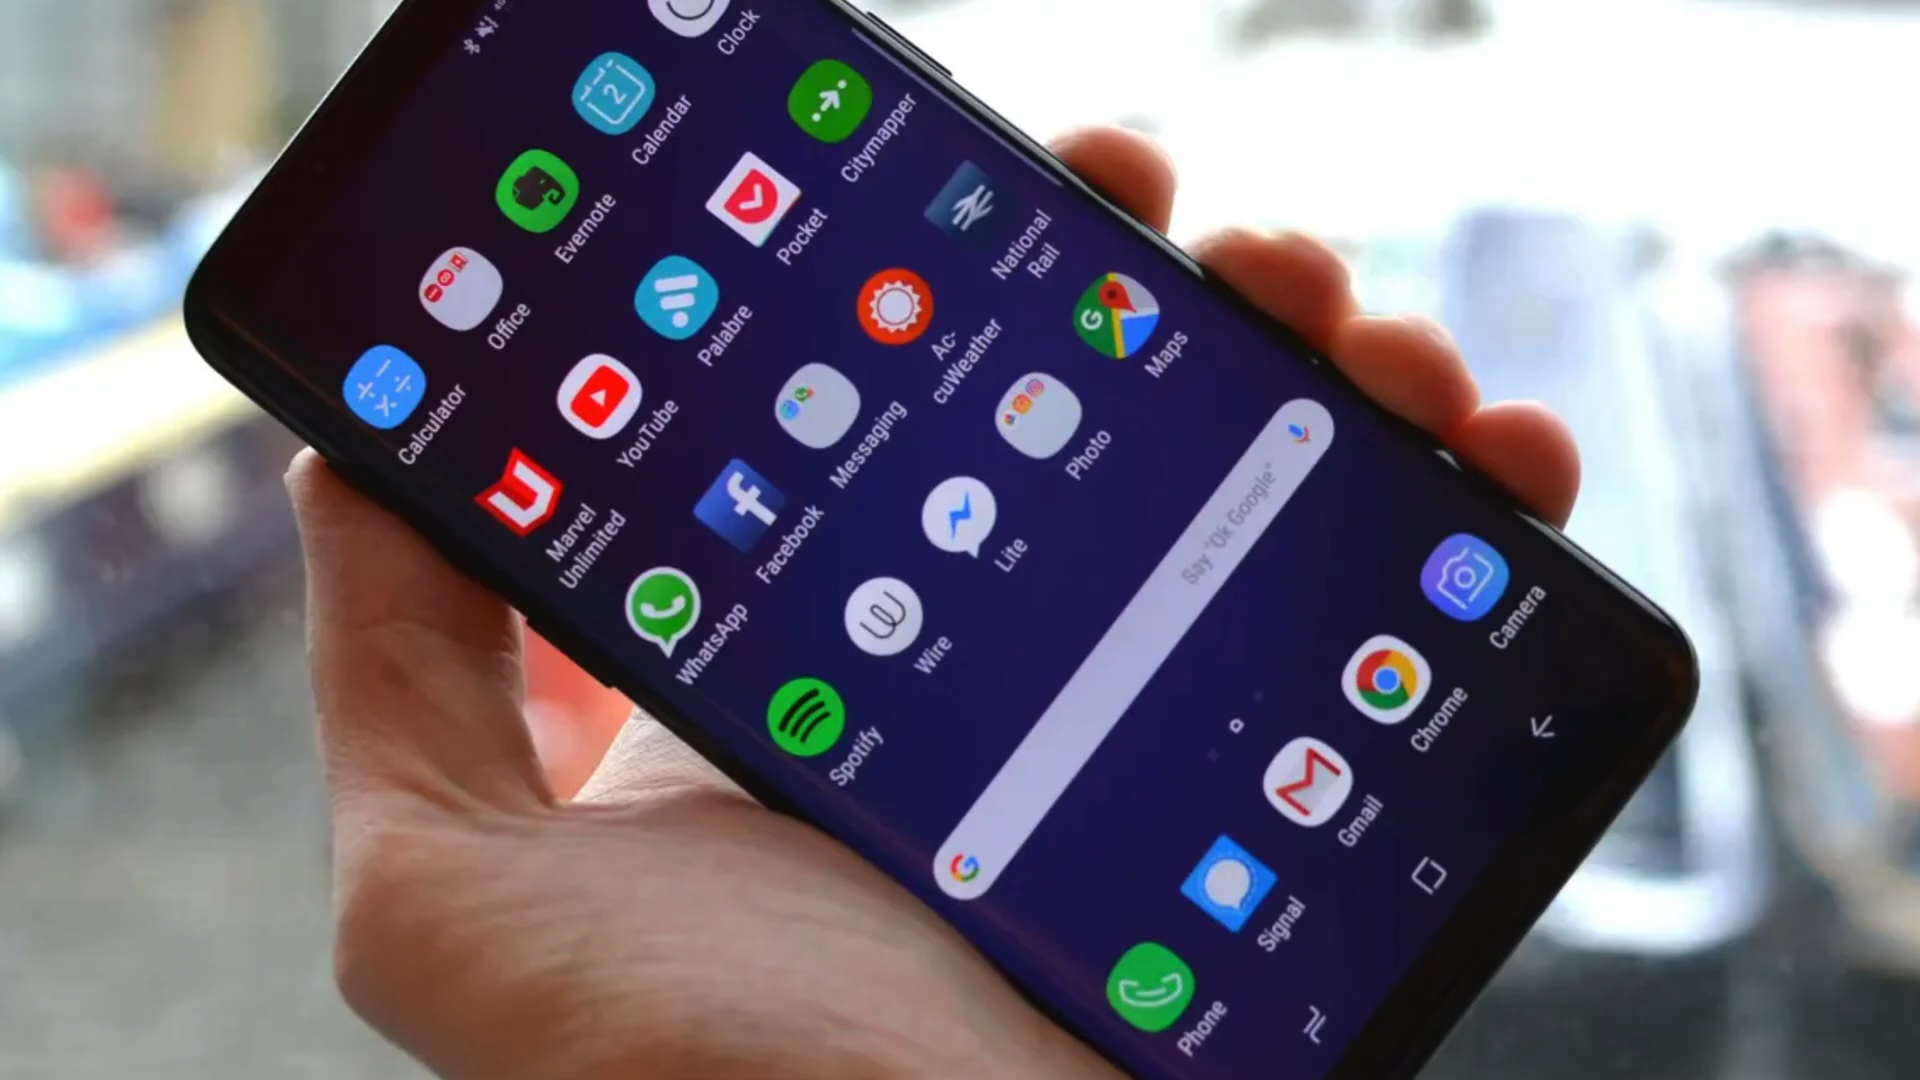 Calculator
Office
Evernote
2
Calendar
Clock
Marvel
Unlimited
YouTube
Palabre
Pocket
Citymapper
WhatsApp
Facebook
Messaging
Ac-
cuWeather
National
Rail
Spotify
Wire
Lite
Photo
G
Maps
G Say "Ok Google"
Phone
Signal
Gmail
Chrome
Camera